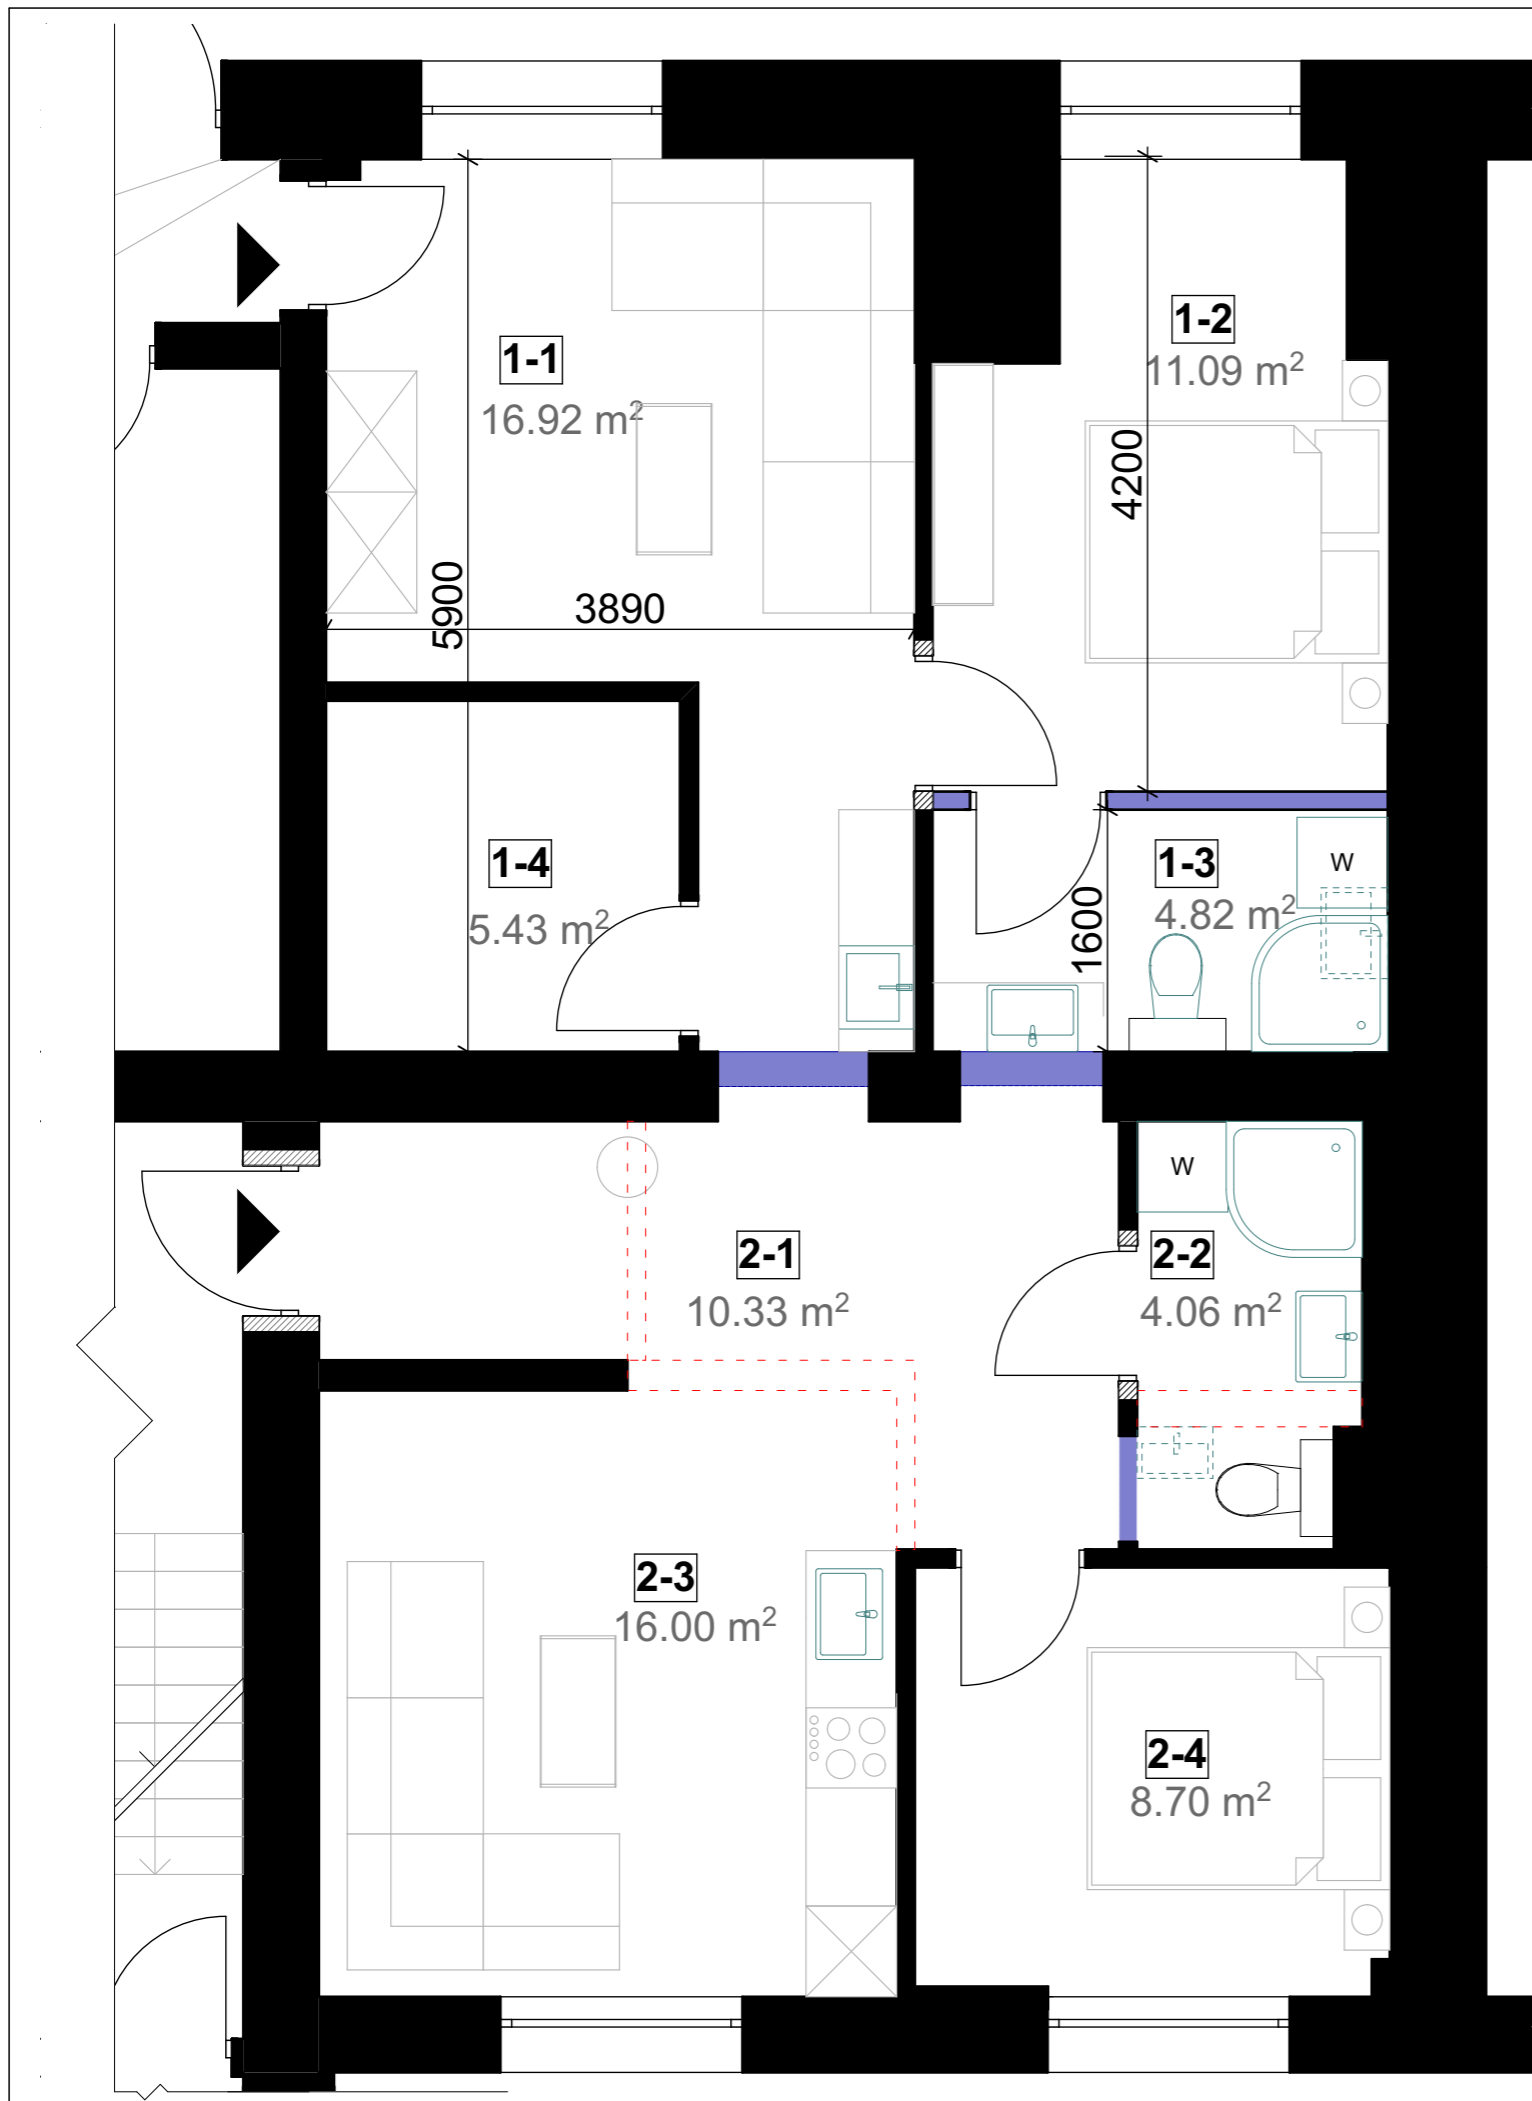 1-1
16.92 m²
1-2
11.09 m²
4200
5900
3890
1-4
5.43 m²
1-3
4.82 m²
W
1600
2-1
10.33 m²
W
2-2
4.06 m²
2-3
16.00 m²
2-4
8.70 m²